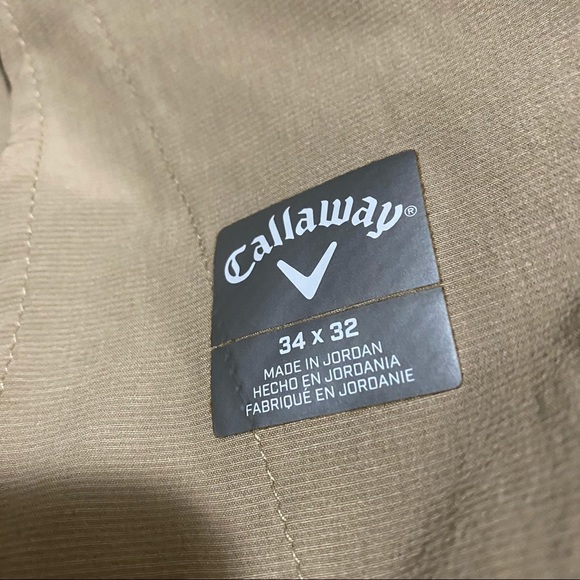 Callaway®
34 x 32
MADE IN JORDAN
HECHO EN JORDANIA
FABRIQUÉ EN JORDANIE